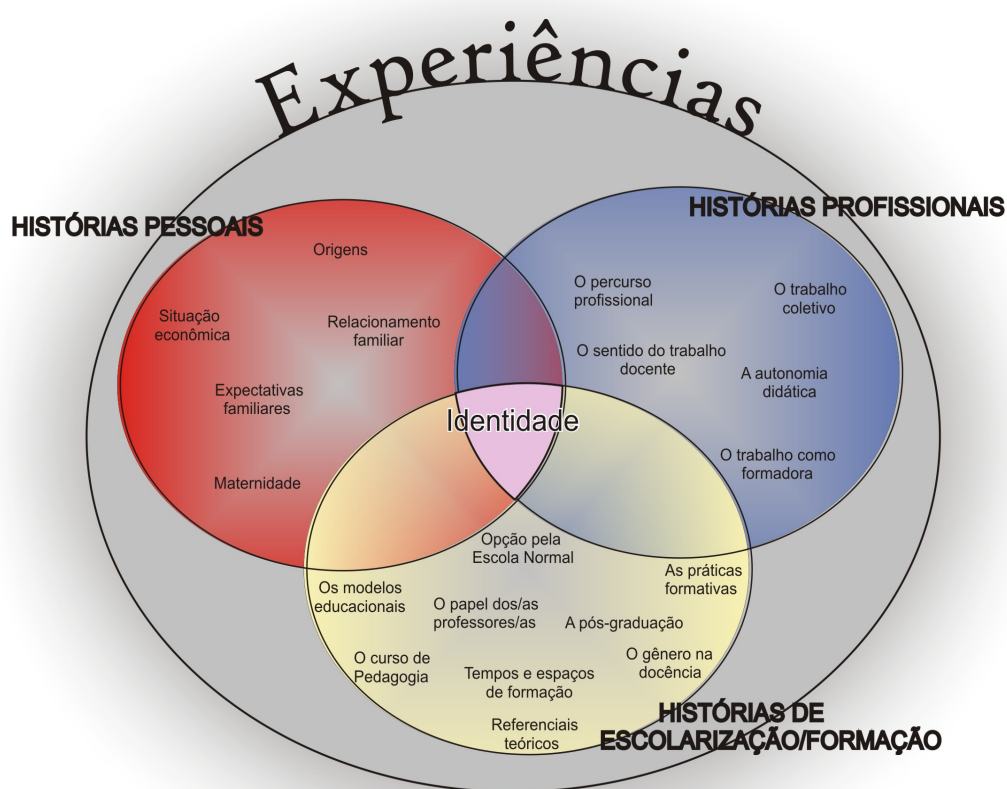 Experiências
HISTÓRIAS PESSOAIS
HISTÓRIAS PROFISSIONAIS
Origens
Situação
econômica
Relacionamento
familiar
Expectativas
familiares
Maternidade
O percurso
profissional
O trabalho
coletivo
O sentido do trabalho
docente
A autonomia
didática
O trabalho como
formadora
Identidade
Opção pela
Escola Normal
As práticas
formativas
Os modelos
educacionais
O papel dos/as
professores/as
A pós-graduação
O curso de
Pedagogia
Tempos e espaços
de formação
O gênero na
docência
Referenciais
teóricos
HISTÓRIAS DE
ESCOLARIZAÇÃO/FORMAÇÃO